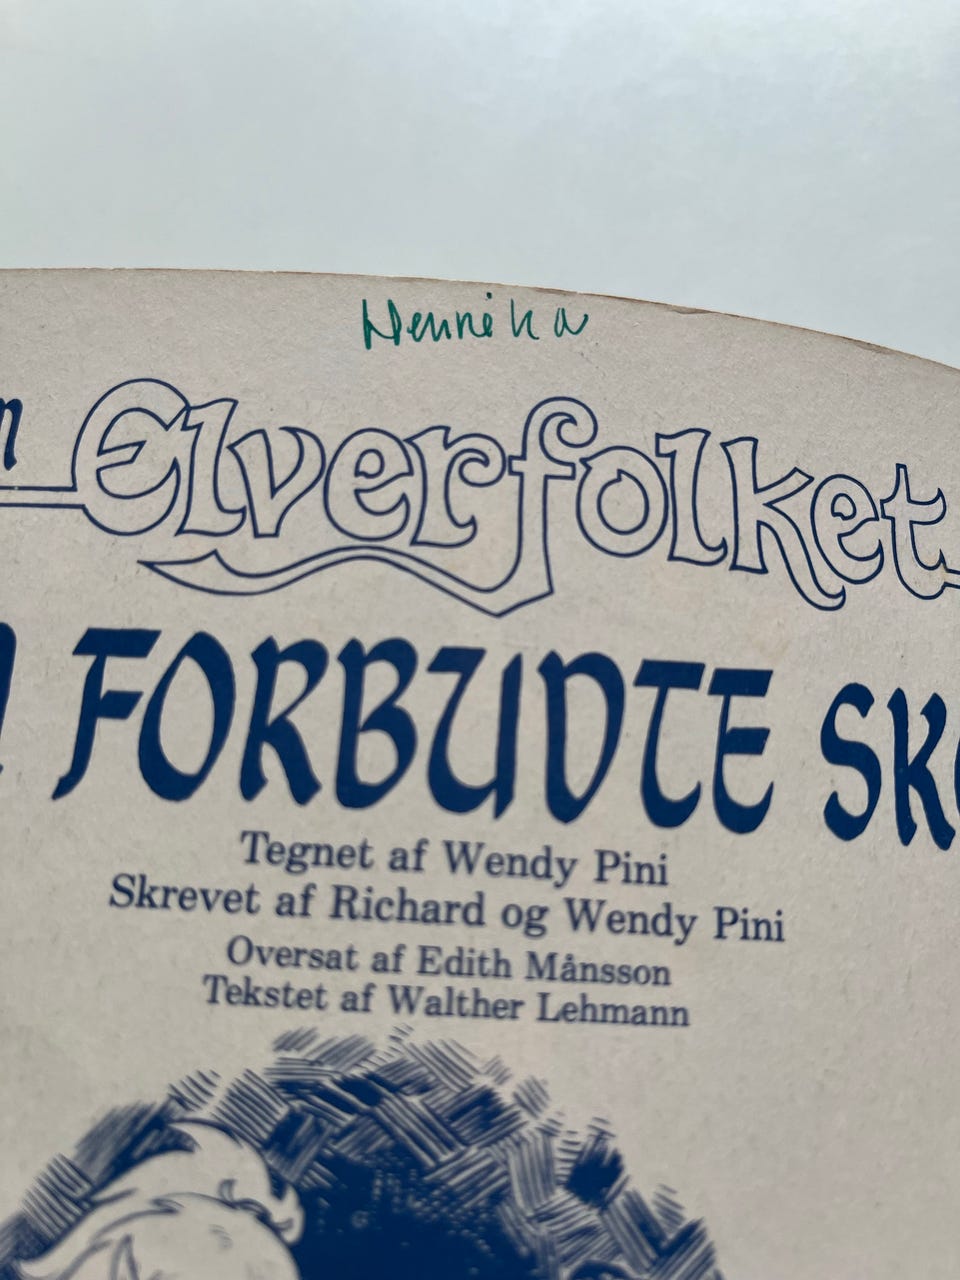 Hennika
n Elverfolket
FORBUDTE SK
Tegnet af Wendy Pini
Skrevet af Richard og Wendy Pini
Oversat af Edith Månsson
Tekstet af Walther Lehmann